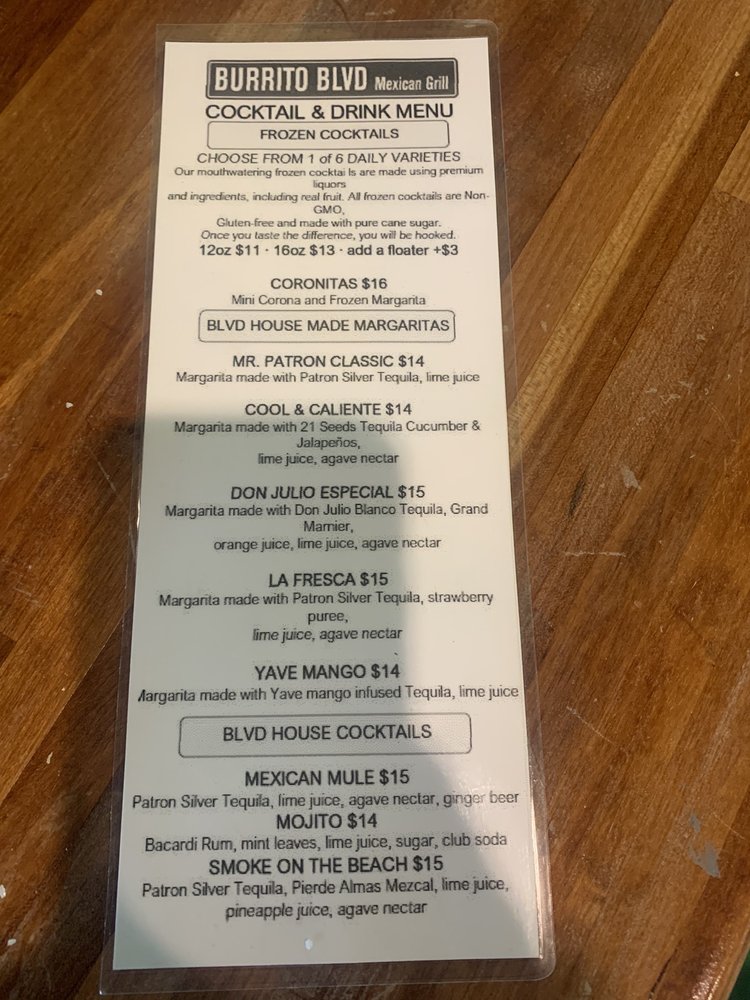 BURRITO BLVD Mexican Grill
COCKTAIL & DRINK MENU
FROZEN COCKTAILS
CHOOSE FROM 1 of 6 DAILY VARIETIES
Our mouthwatering frozen cocktai ls are made using premium
liquors
and ingredients, including real fruit. All frozen cocktails are Non-
GMO,
Gluten-free and made with pure cane sugar.
Once you taste the difference, you will be hooked.
12oz $11 · 16oz $13 · add a floater +$3
CORONITAS $16
Mini Corona and Frozen Margarita
BLVD HOUSE MADE MARGARITAS
MR. PATRON CLASSIC $14
Margarita made with Patron Silver Tequila, lime juice
COOL & CALIENTE $14
Margarita made with 21 Seeds Tequila Cucumber &
Jalapeños,
lime juice, agave nectar
DON JULIO ESPECIAL $15
Margarita made with Don Julio Blanco Tequila, Grand
Marnier,
orange juice, lime juice, agave nectar
LA FRESCA $15
Margarita made with Patron Silver Tequila, strawberry
puree,
lime juice, agave nectar
YAVE MANGO $14
Margarita made with Yave mango infused Tequila, lime juice
BLVD HOUSE COCKTAILS
MEXICAN MULE $15
Patron Silver Tequila, lime juice, agave nectar, ginger beer
MOJITO $14
Bacardi Rum, mint leaves, lime juice, sugar, club soda
SMOKE ON THE BEACH $15
Patron Silver Tequila, Pierde Almas Mezcal, lime juice,
pineapple juice, agave nectar